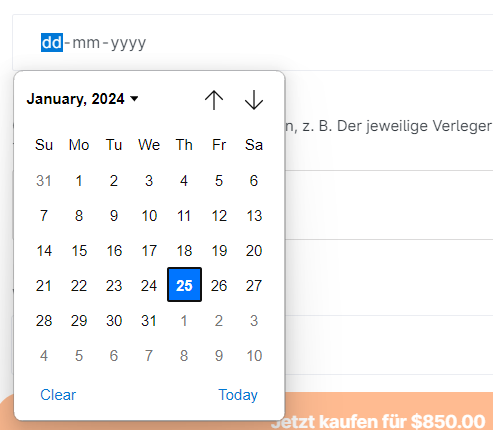 dd-mm-yyyy
January, 2024
n, z. B. Der jeweilige Verleger
Su Mo Tu We Th Fr Sa
31 1 2 3 4 5 6
7 8 9 10 11 12 13
14 15 16 17 18 19 20
21 22 23 24 25 26 27
28 29 30 31 1 2 3
4 5 6 7 8 9 10
Clear Today
Jetzt kaufen für $850.00